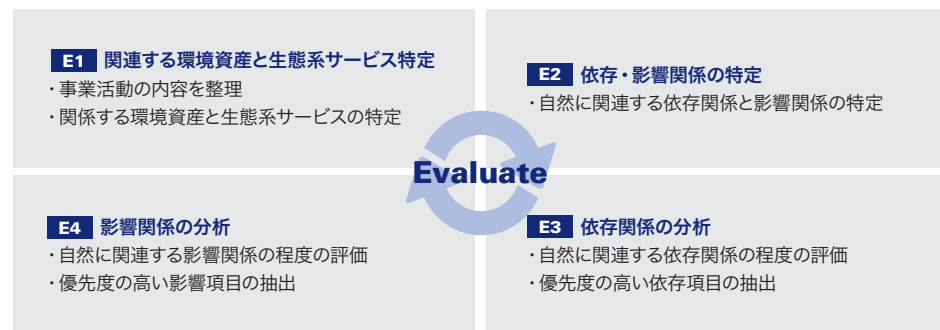 E1 関連する環境資産と生態系サービス特定
・事業活動の内容を整理
・関係する環境資産と生態系サービスの特定
E2 依存・影響関係の特定
・自然に関連する依存関係と影響関係の特定
Evaluate
E4 影響関係の分析
・自然に関連する影響関係の程度の評価
・優先度の高い影響項目の抽出
E3 依存関係の分析
・自然に関連する依存関係の程度の評価
・優先度の高い依存項目の抽出